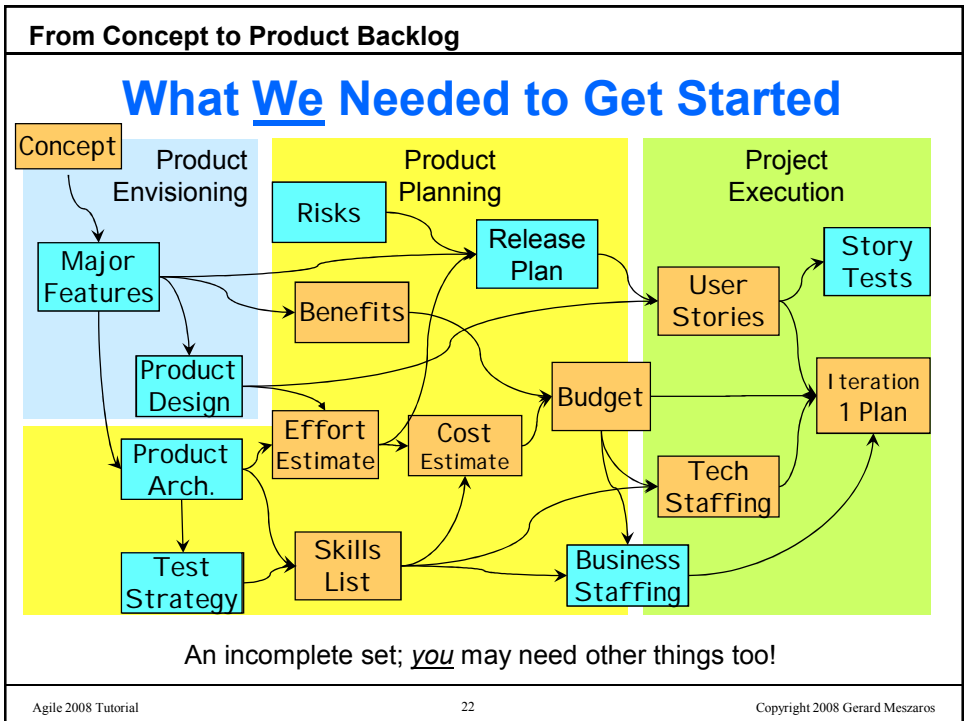 From Concept to Product Backlog
What We Needed to Get Started
Concept
Product
Envisioning
Product
Planning
Project
Execution
Risks
Release
Plan
Story
Tests
Major
Features
User
Stories
Benefits
Product
Design
Budget
Iteration
1 Plan
Effort
Estimate
Cost
Estimate
Product
Arch.
Tech
Staffing
Skills
List
Test
Strategy
Business
Staffing
An incomplete set; you may need other things too!
Agile 2008 Tutorial
22
Copyright 2008 Gerard Meszaros